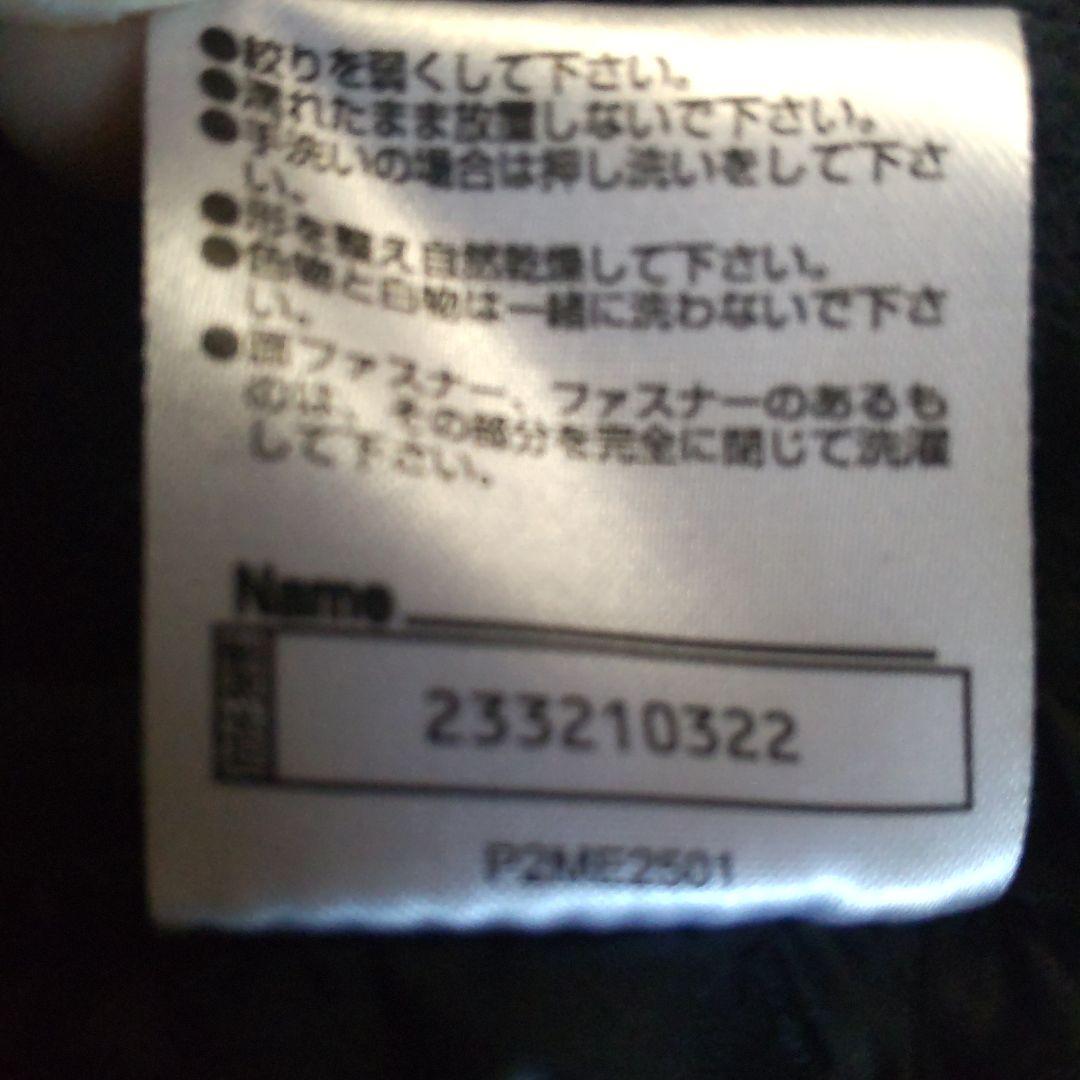 ●絞りを弱くして下さい。
●濡れたまま放置しないで下さい。
●手洗いの場合は押し洗いをして下さ
い。
●形を整え自然乾燥して下さい。
●色物と白物は一緒に洗わないで下さ
い。
●面ファスナー、ファスナーのあるも
のは、その部分を完全に閉じて洗濯
して下さい。
Name
233210322
P2ME2501